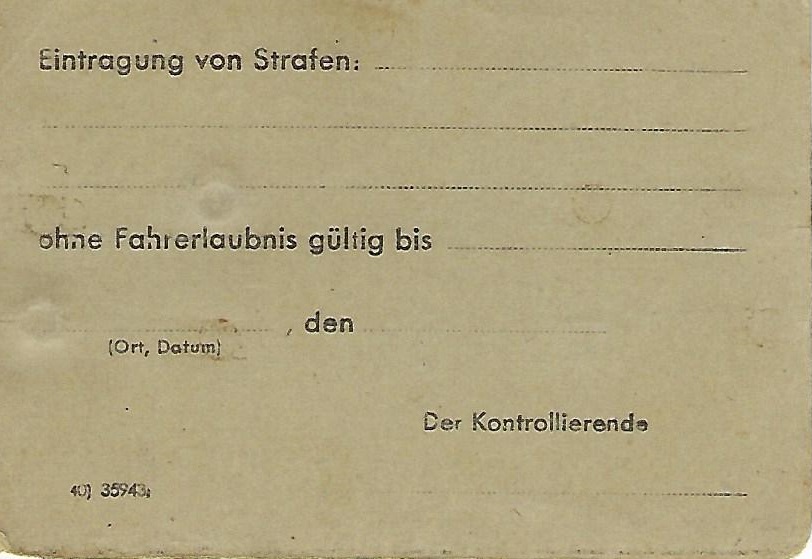 Eintragung von Strafen:
ohne Fahrerlaubnis gültig bis
, den
(Ort, Datum)
Der Kontrollierende
40) 35943;